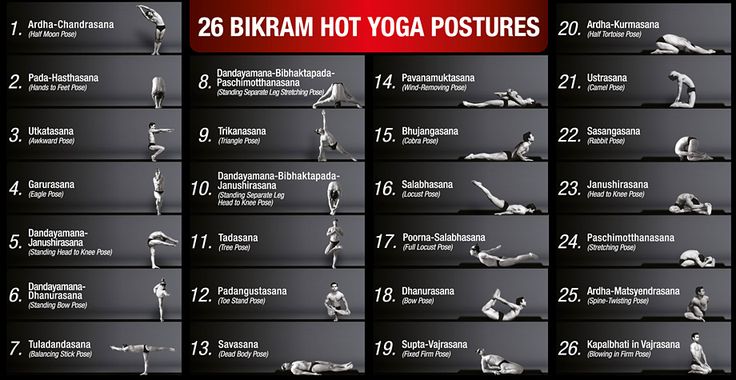 26 BIKRAM HOT YOGA POSTURES
1. Ardha-Chandrasana
(Half Moon Pose)
2. Pada-Hasthasana
(Hands to Feet Pose)
3. Utkatasana
(Awkward Pose)
4. Garurasana
(Eagle Pose)
5. Dandayamana-
Janushirasana
(Standing Head to Knee Pose)
6. Dandayamana-
Dhanurasana
(Standing Bow Pose)
7. Tuladandasana
(Balancing Stick Pose)
8. Dandayamana-Bibhaktapada-
Paschimotthanasana
(Standing Separate Leg Stretching Pose)
9. Trikanasana
(Triangle Pose)
10. Dandayamana-Bibhaktapada-
Janushirasana
(Standing Separate Leg
Head to Knee Pose)
11. Tadasana
(Tree Pose)
12. Padangustasana
(Toe Stand Pose)
13. Savasana
(Dead Body Pose)
14. Pavanamuktasana
(Wind-Removing Pose)
15. Bhujangasana
(Cobra Pose)
16. Salabhasana
(Locust Pose)
17. Poorna-Salabhasana
(Full Locust Pose)
18. Dhanurasana
(Bow Pose)
19. Supta-Vajrasana
(Fixed Firm Pose)
20. Ardha-Kurmasana
(Half Tortoise Pose)
21. Ustrasana
(Camel Pose)
22. Sasangasana
(Rabbit Pose)
23. Janushirasana
(Head to Knee Pose)
24. Paschimotthanasana
(Stretching Pose)
25. Ardha-Matsyendrasana
(Spine-Twisting Pose)
26. Kapalbhati in Vajrasana
(Blowing in Firm Pose)